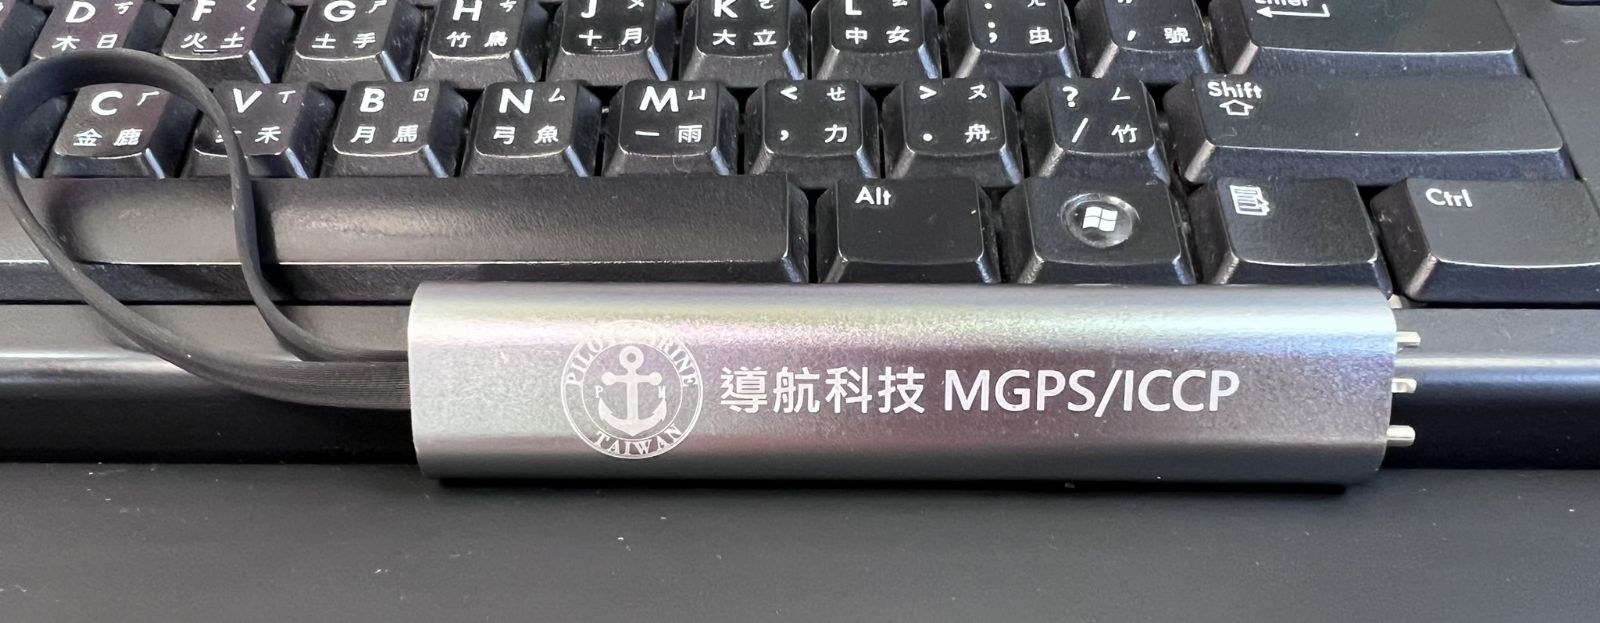 D ㄎ F ㄑ G ㄕ H ㄘ J ㄨ K ㄜ L ㄠ : ㄤ "
木 日 火 土 土 手 竹 鳥 十 月 大 立 中 女 ; 虫 ' 號
Enter
C ㄏ V ㄒ B ㄖ N ㄙ M ㄩ < ㄝ > ㄡ ? ㄥ Shift
金 鹿 禾 月 馬 弓 魚 一 雨 , 力 . 舟 / 竹
Alt Ctrl
PILOT MARINE
P M
TAIWAN
導航科技 MGPS/ICCP